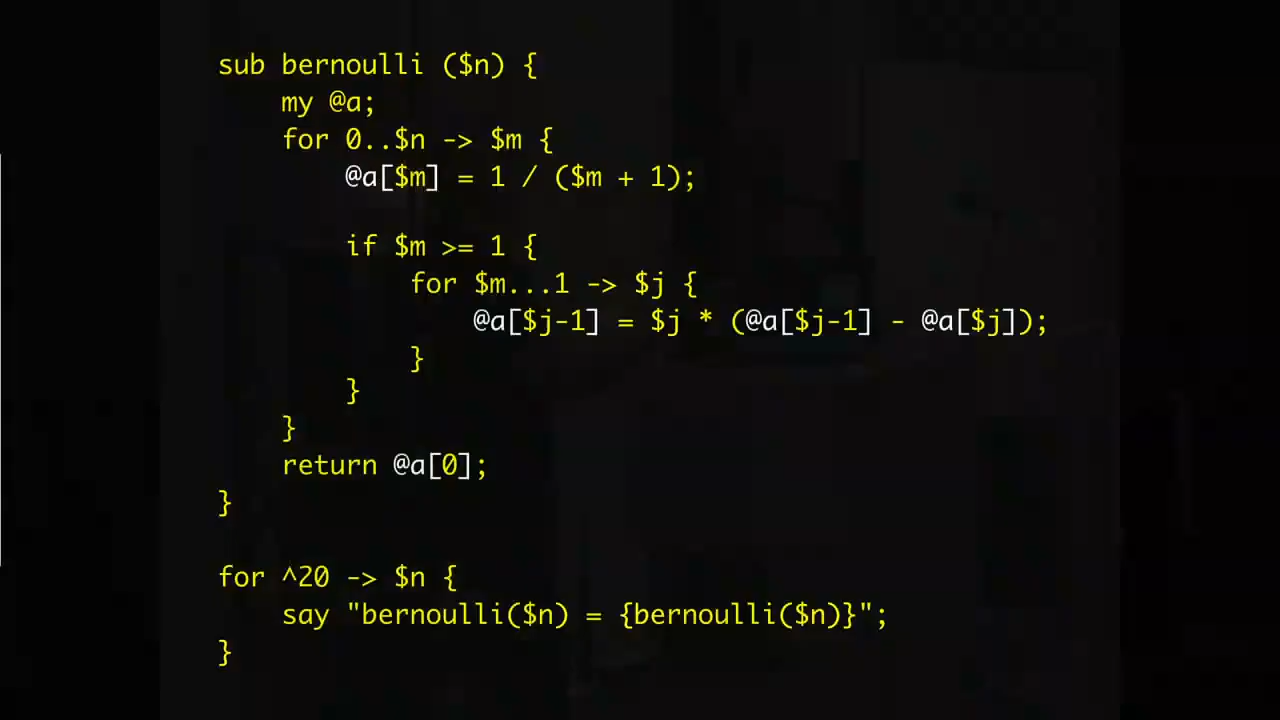 sub bernoulli ($n) {
    my @a;
    for 0..$n -> $m {
        @a[$m] = 1 / ($m + 1);
        if $m >= 1 {
            for $m...1 -> $j {
                @a[$j-1] = $j * (@a[$j-1] - @a[$j]);
            }
        }
    }
    return @a[0];
}
for ^20 -> $n {
    say "bernoulli($n) = {bernoulli($n)}";
}